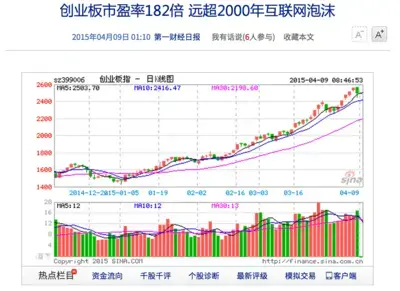 创业板市盈率182倍 远超2000年互联网泡沫
2015年04月09日 01:10 第一财经日报 我有话说(6人参与) 收藏本文 A- A+
sz399006 创业板指 - 日K线图 2015-04-09 08:46:53
MA5:2503.70 MA10:2416.47 MA30:2198.60
2600
2400
2200
2000
1800
1600
1400
2014-12-2 2015-01-05 01-19 02-02 02-16 03-03 03-16 04-09
sina
20 MA5:12 MA10:12 MA30:13
16
12
8
4
Copyright 2015 SINA.COM http://finance.sina.com.cn
热点栏目 资金流向 千股千评 个股诊断 最新评级 模拟交易 客户端